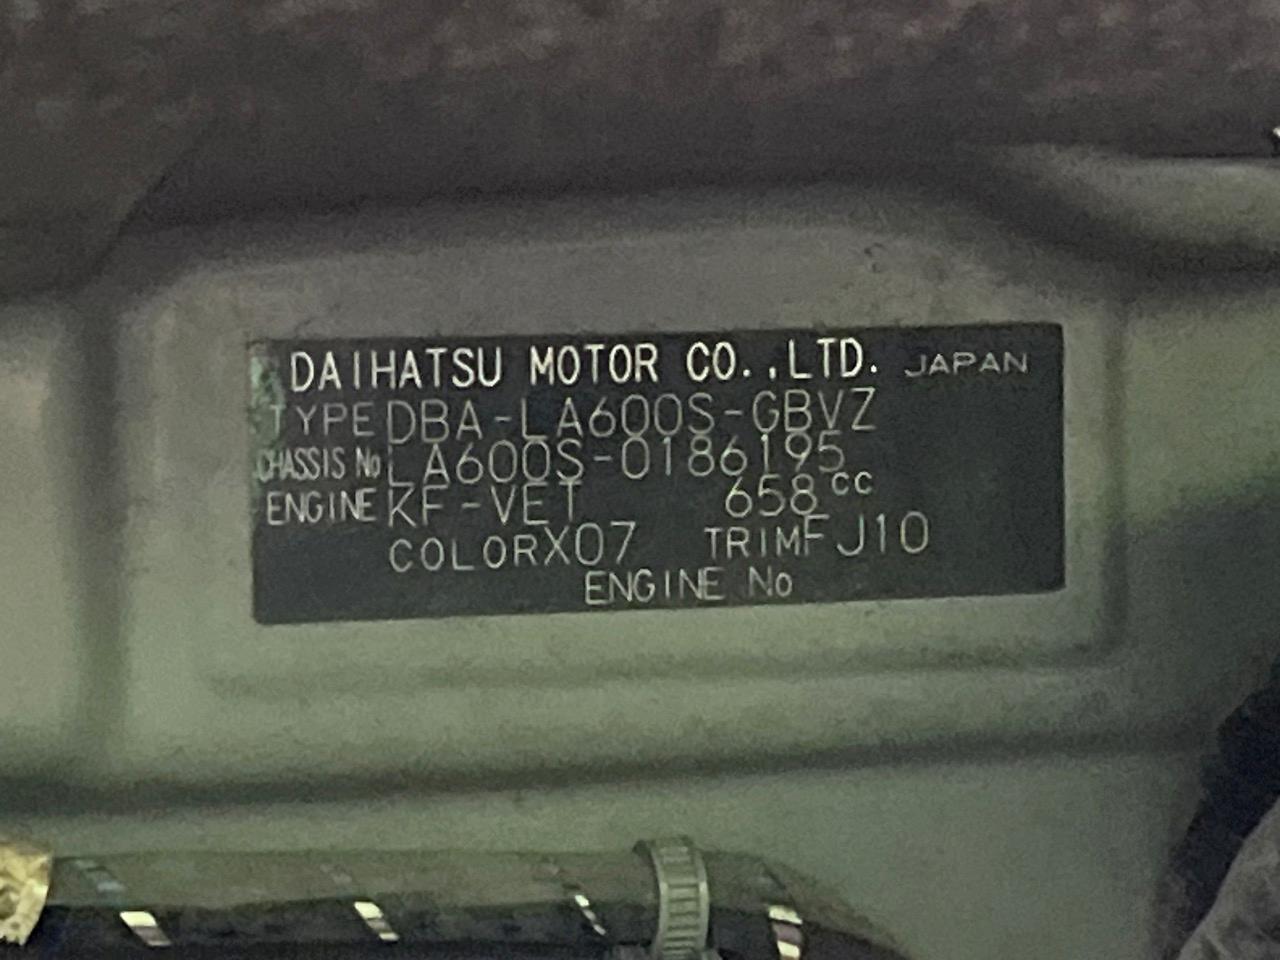 DAIHATSU MOTOR CO.,LTD. JAPAN
TYPE DBA-LA600S-GBVZ
CHASSIS No LA600S-0186195
ENGINE KF-VET 658cc
COLOR X07 TRIM FJ10
ENGINE No